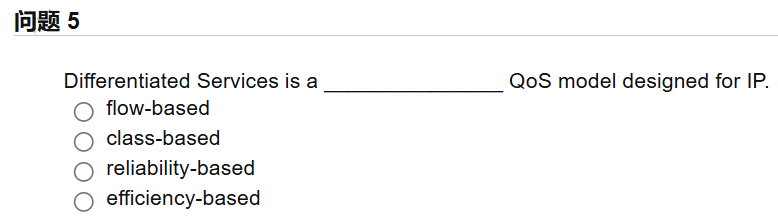 问题 5
Differentiated Services is a ________________ QoS model designed for IP.
flow-based
class-based
reliability-based
efficiency-based